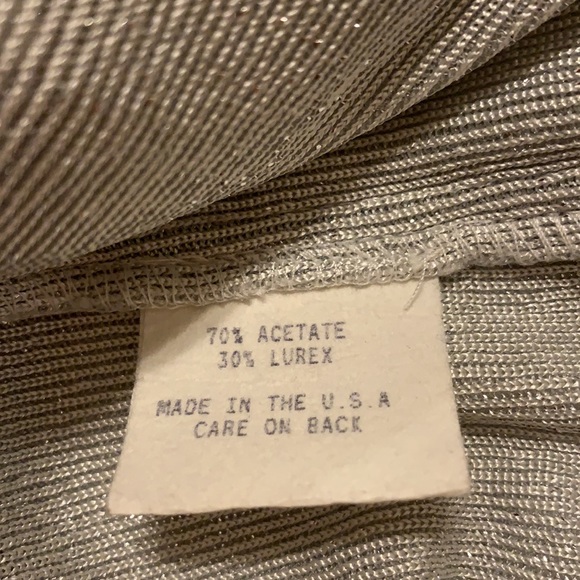 70% ACETATE
30% LUREX
MADE IN THE U.S.A
CARE ON BACK